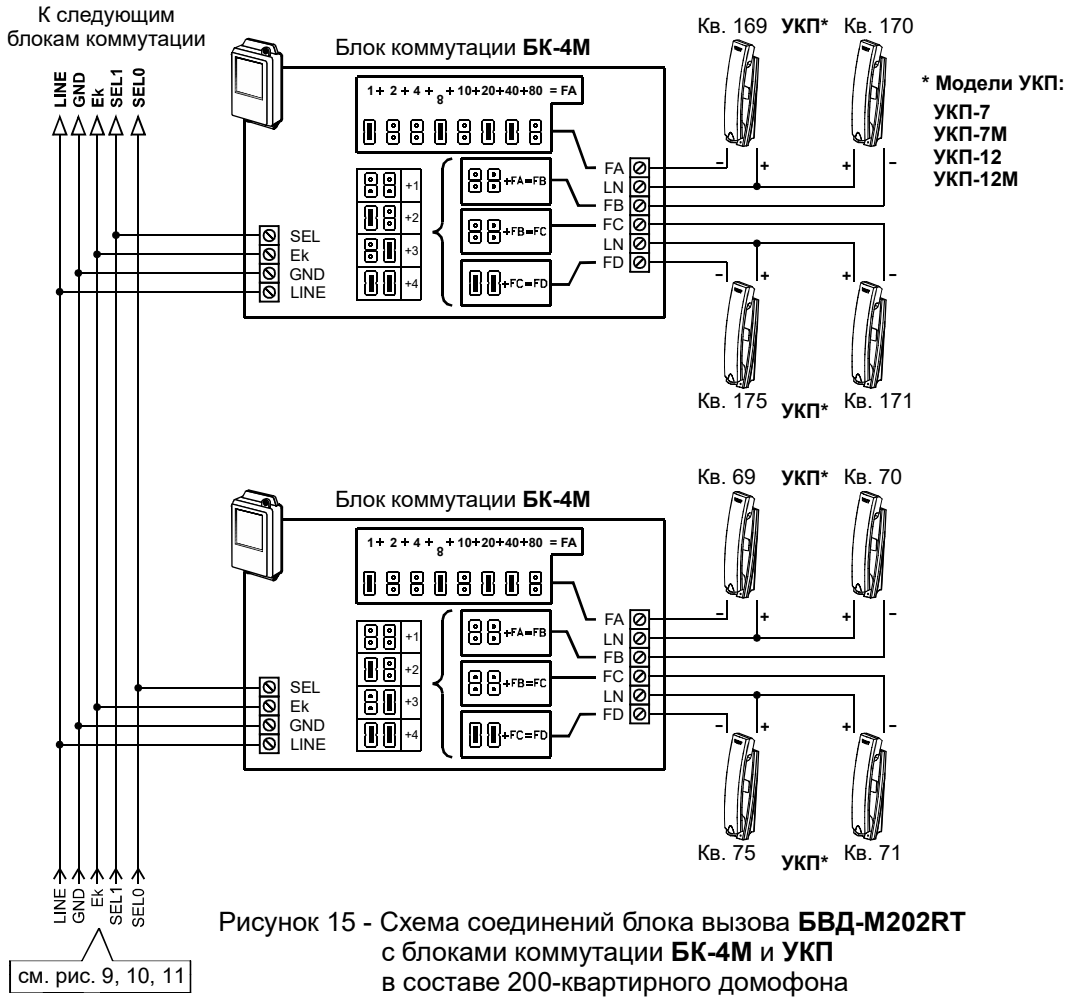 К следующим
блокам коммутации
LINE
GND
Ek
SEL1
SEL0
Блок коммутации БК-4М
1+ 2 + 4 + 8 + 10+20+40+80 = FA
+1
+2
+3
+4
+FA=FB
+FB=FC
+FC=FD
SEL
Ek
GND
LINE
FA
LN
FB
FC
LN
FD
Кв. 169 УКП* Кв. 170
– + + –
– + + –
Кв. 175 УКП* Кв. 171
* Модели УКП:
УКП-7
УКП-7М
УКП-12
УКП-12М
Блок коммутации БК-4М
1+ 2 + 4 + 8 + 10+20+40+80 = FA
+1
+2
+3
+4
+FA=FB
+FB=FC
+FC=FD
SEL
Ek
GND
LINE
FA
LN
FB
FC
LN
FD
Кв. 69 УКП* Кв. 70
– + + –
– + + –
Кв. 75 УКП* Кв. 71
LINE
GND
Ek
SEL1
SEL0
см. рис. 9, 10, 11
Рисунок 15 - Схема соединений блока вызова БВД-M202RT
с блоками коммутации БК-4М и УКП
в составе 200-квартирного домофона